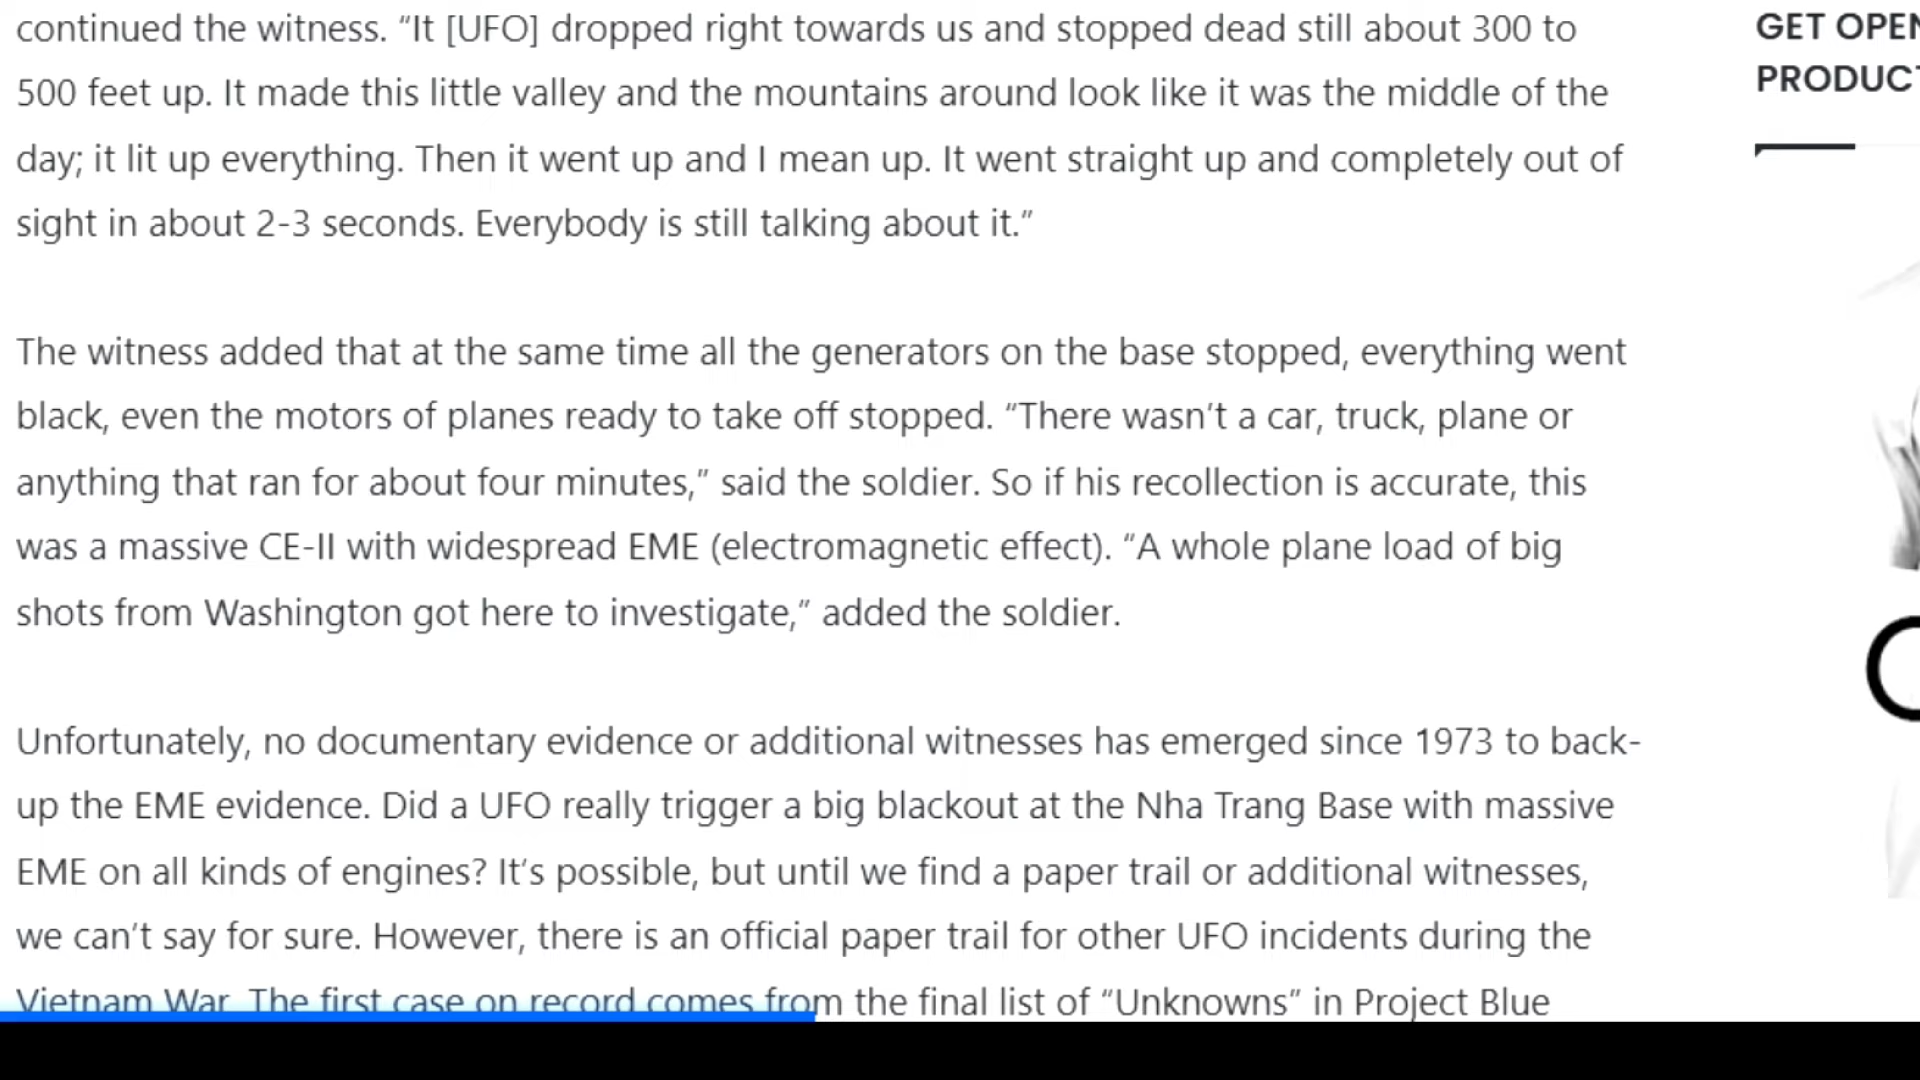 continued the witness. “It [UFO] dropped right towards us and stopped dead still about 300 to
500 feet up. It made this little valley and the mountains around look like it was the middle of the
day; it lit up everything. Then it went up and I mean up. It went straight up and completely out of
sight in about 2-3 seconds. Everybody is still talking about it.”
The witness added that at the same time all the generators on the base stopped, everything went
black, even the motors of planes ready to take off stopped. “There wasn’t a car, truck, plane or
anything that ran for about four minutes,” said the soldier. So if his recollection is accurate, this
was a massive CE-II with widespread EME (electromagnetic effect). “A whole plane load of big
shots from Washington got here to investigate,” added the soldier.
Unfortunately, no documentary evidence or additional witnesses has emerged since 1973 to back-
up the EME evidence. Did a UFO really trigger a big blackout at the Nha Trang Base with massive
EME on all kinds of engines? It’s possible, but until we find a paper trail or additional witnesses,
we can’t say for sure. However, there is an official paper trail for other UFO incidents during the
Vietnam War. The first case on record comes from the final list of “Unknowns” in Project Blue
GET OPEN
PRODUCT